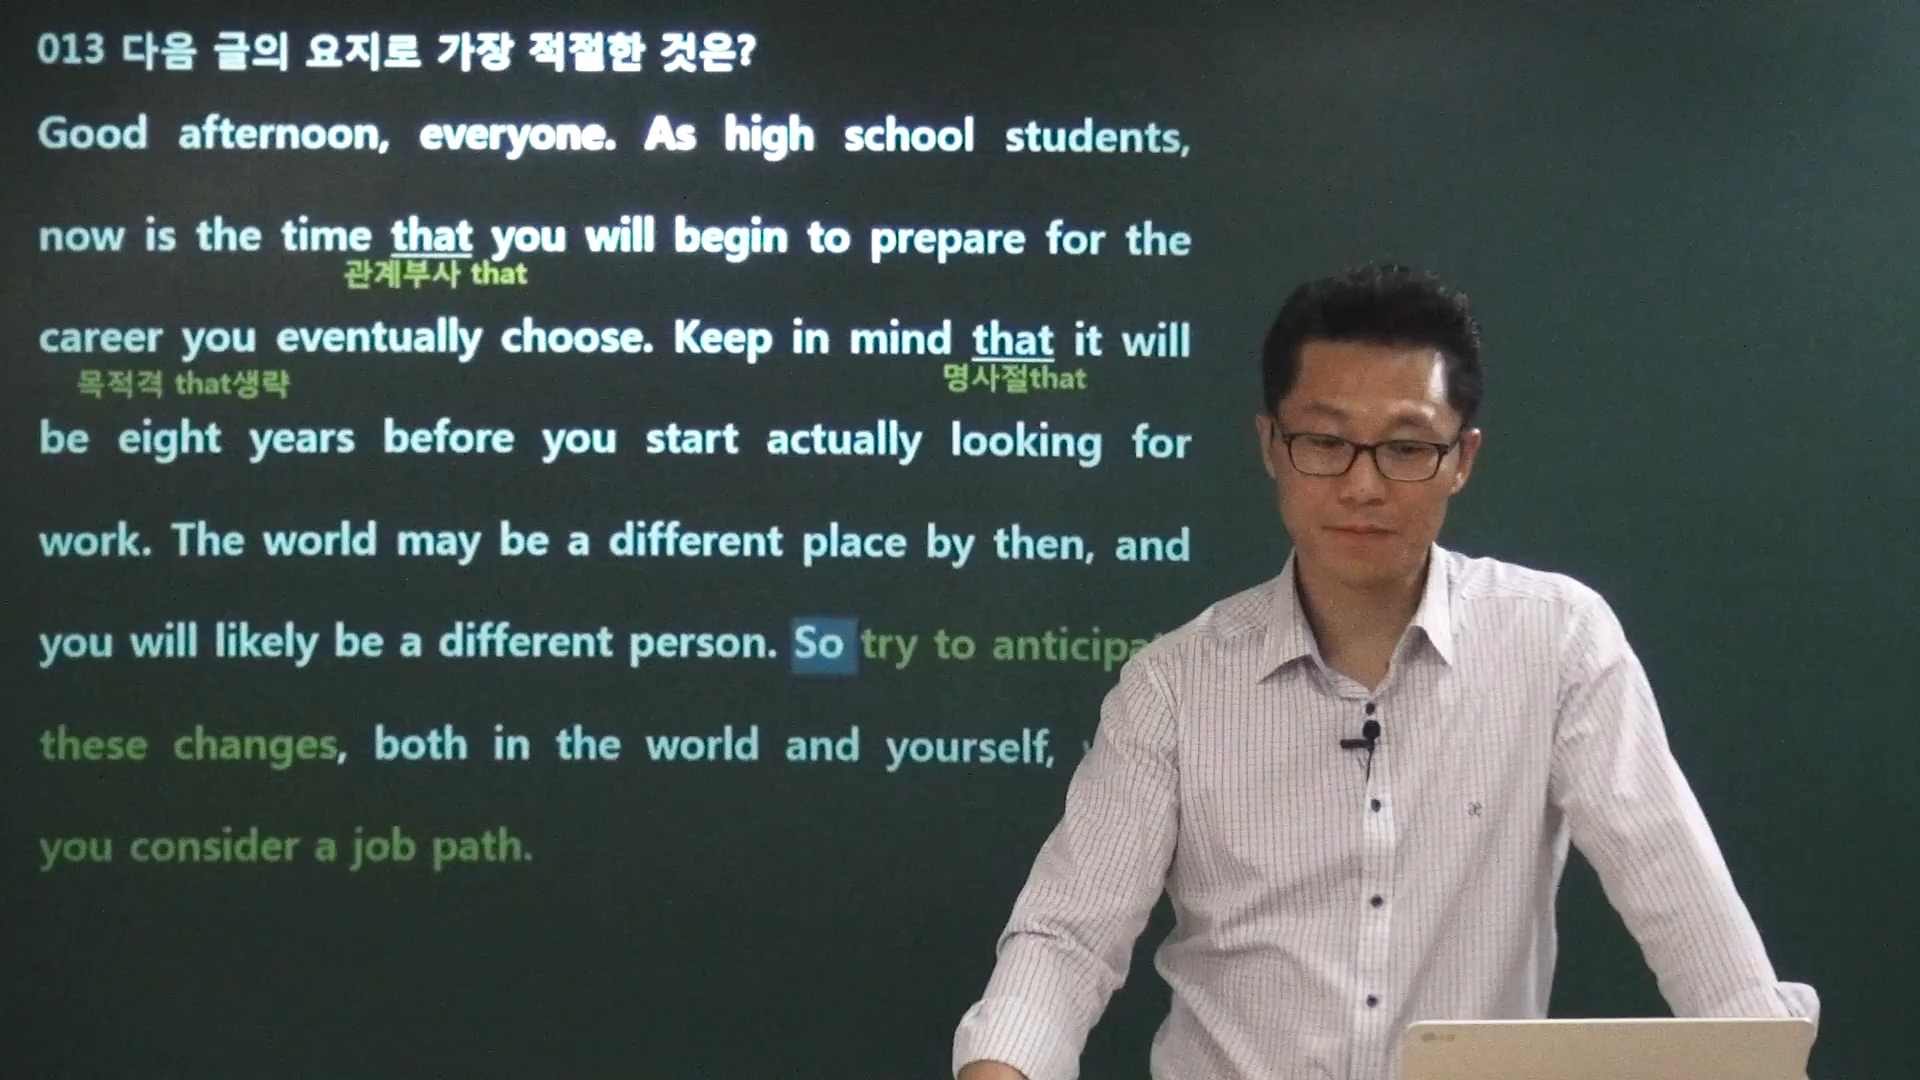 013 다음 글의 요지로 가장 적절한 것은?
Good afternoon, everyone. As high school students,
now is the time that you will begin to prepare for the
관계부사 that
career you eventually choose. Keep in mind that it will
목적격 that생략
명사절that
be eight years before you start actually looking for
work. The world may be a different place by then, and
you will likely be a different person. So try to
these changes, both in the world and yourself,
you consider a job path.